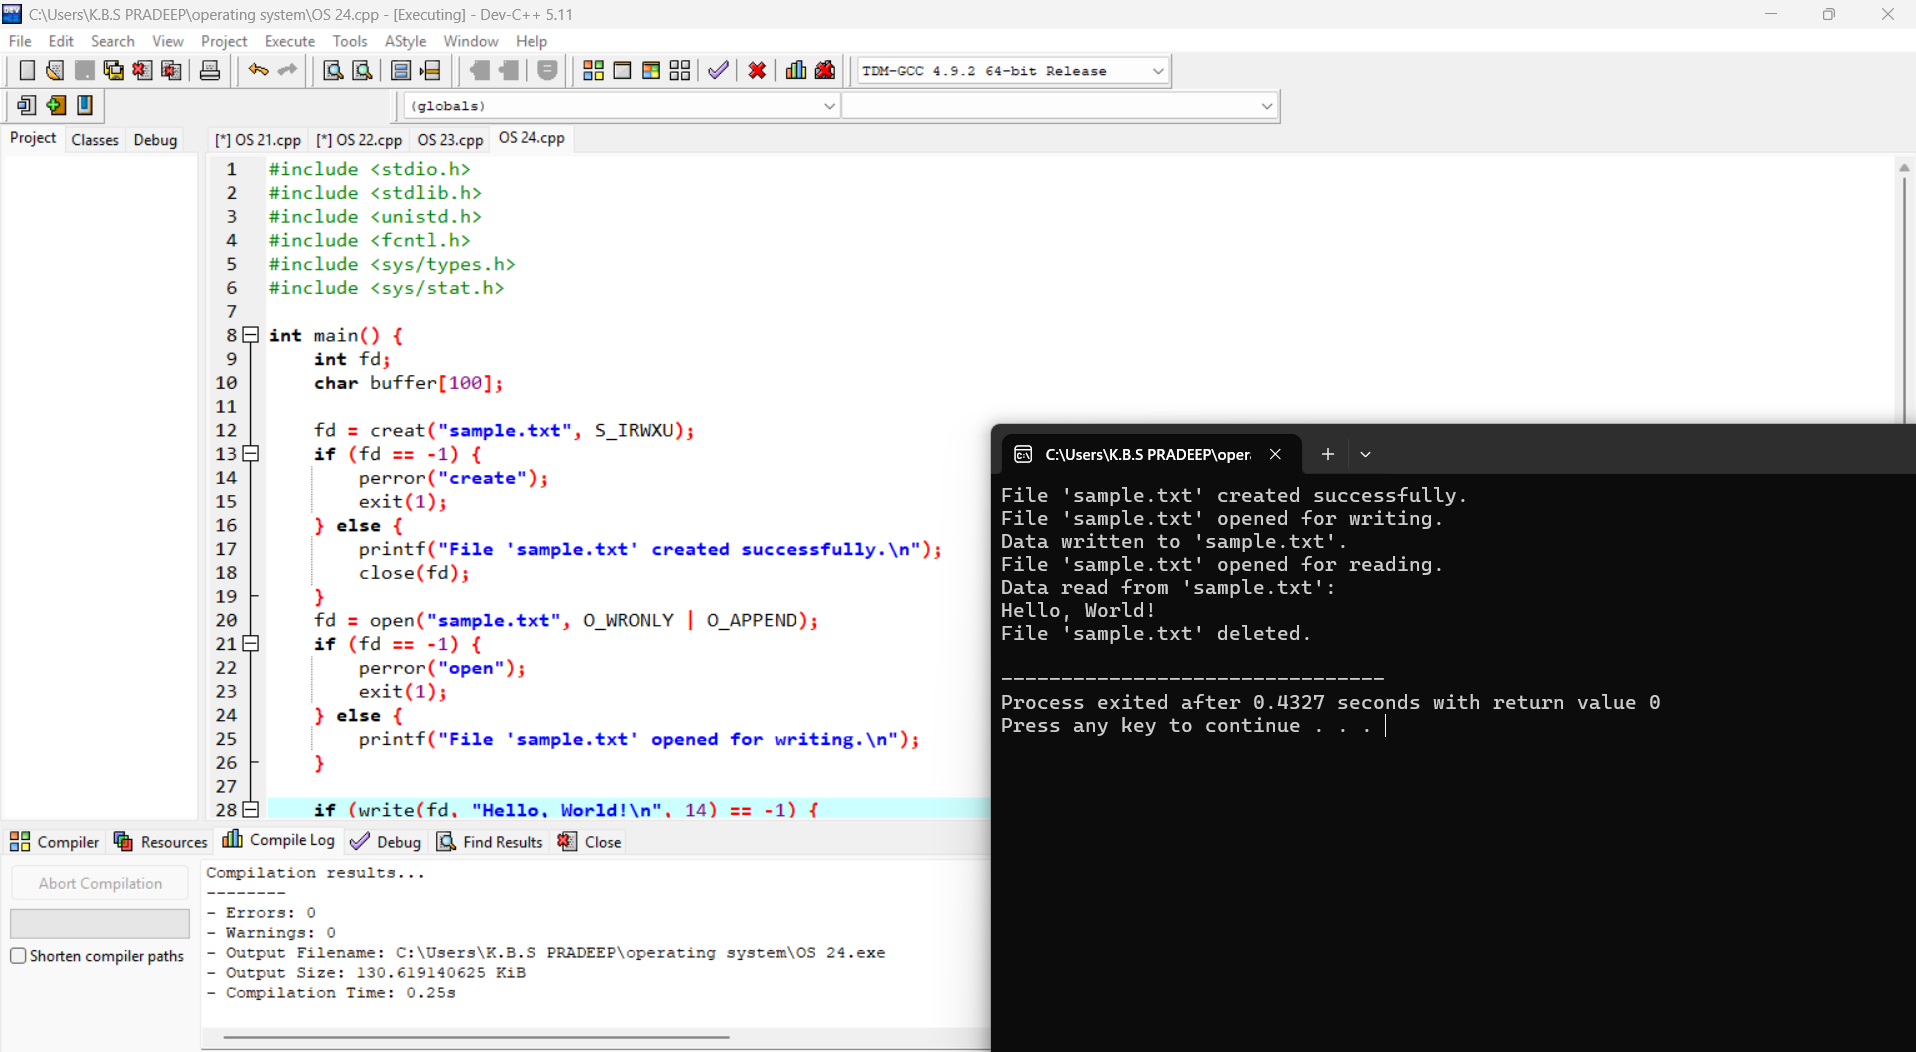 C:\Users\K.B.S PRADEEP\operating system\OS 24.cpp - [Executing] - Dev-C++ 5.11
File Edit Search View Project Execute Tools AStyle Window Help
TDM-GCC 4.9.2 64-bit Release
(globals)
Project Classes Debug
[*] OS 21.cpp [*] OS 22.cpp OS 23.cpp OS 24.cpp
1 #include <stdio.h>
2 #include <stdlib.h>
3 #include <unistd.h>
4 #include <fcntl.h>
5 #include <sys/types.h>
6 #include <sys/stat.h>
7
8 int main() {
9 int fd;
10 char buffer[100];
11
12 fd = creat("sample.txt", S_IRWXU);
13 if (fd == -1) {
14 perror("create");
15 exit(1);
16 } else {
17 printf("File 'sample.txt' created successfully.\n");
18 close(fd);
19 }
20 fd = open("sample.txt", O_WRONLY | O_APPEND);
21 if (fd == -1) {
22 perror("open");
23 exit(1);
24 } else {
25 printf("File 'sample.txt' opened for writing.\n");
26 }
27
28 if (write(fd, "Hello, World!\n", 14) == -1) {
C:\Users\K.B.S PRADEEP\oper
File 'sample.txt' created successfully.
File 'sample.txt' opened for writing.
Data written to 'sample.txt'.
File 'sample.txt' opened for reading.
Data read from 'sample.txt':
Hello, World!
File 'sample.txt' deleted.
--------------------------------
Process exited after 0.4327 seconds with return value 0
Press any key to continue . . .
Compiler Resources Compile Log Debug Find Results Close
Abort Compilation
Shorten compiler paths
Compilation results...
--------
- Errors: 0
- Warnings: 0
- Output Filename: C:\Users\K.B.S PRADEEP\operating system\OS 24.exe
- Output Size: 130.619140625 KiB
- Compilation Time: 0.25s